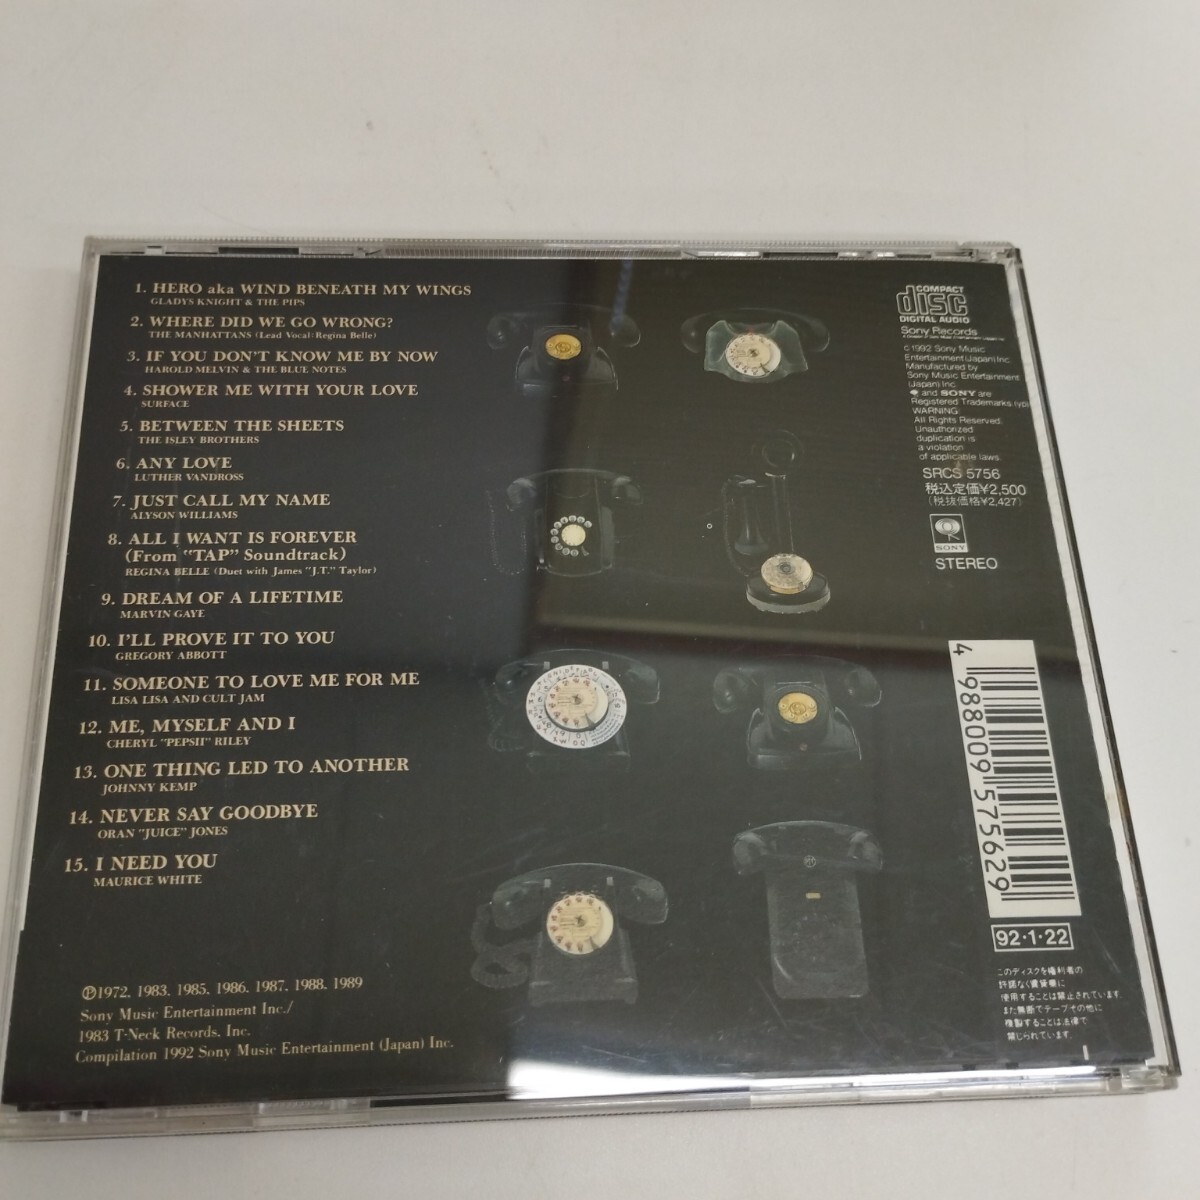 1. HERO aka WIND BENEATH MY WINGS
GLADYS KNIGHT & THE PIPS
2. WHERE DID WE GO WRONG?
THE MANHATTANS (Lead Vocal:Regina Belle)
3. IF YOU DON'T KNOW ME BY NOW
HAROLD MELVIN & THE BLUE NOTES
4. SHOWER ME WITH YOUR LOVE
SURFACE
5. BETWEEN THE SHEETS
THE ISLEY BROTHERS
6. ANY LOVE
LUTHER VANDROSS
7. JUST CALL MY NAME
ALYSON WILLIAMS
8. ALL I WANT IS FOREVER
(From "TAP" Soundtrack)
REGINA BELLE (Duet with James "J.T." Taylor)
9. DREAM OF A LIFETIME
MARVIN GAYE
10. I'LL PROVE IT TO YOU
GREGORY ABBOTT
11. SOMEONE TO LOVE ME FOR ME
LISA LISA AND CULT JAM
12. ME, MYSELF AND I
CHERYL "PEPSII" RILEY
13. ONE THING LED TO ANOTHER
JOHNNY KEMP
14. NEVER SAY GOODBYE
ORAN "JUICE" JONES
15. I NEED YOU
MAURICE WHITE
Ⓟ1972. 1983. 1985. 1986. 1987. 1988. 1989
Sony Music Entertainment Inc./
1983 T-Neck Records, Inc.
Compilation 1992 Sony Music Entertainment (Japan) Inc.
COMPACT
disc
DIGITAL AUDIO
Sony Records
©1992 Sony Music
Entertainment (Japan) Inc.
Manufactured by
Sony Music Entertainment
(Japan) Inc.
and SONY are
Registered Trademarks
WARNING:
All Rights Reserved.
Unauthorized
duplication is
a violation
of applicable laws.
SRCS 5756
税込定価¥2,500
(税抜価格¥2,427)
SONY
STEREO
4 988009 575629
92・1・22
このディスクを権利者の
許諾なく賃貸業に
使用することは禁止されています。
また無断でテープその他に
複製することは法律で
禁じられています。